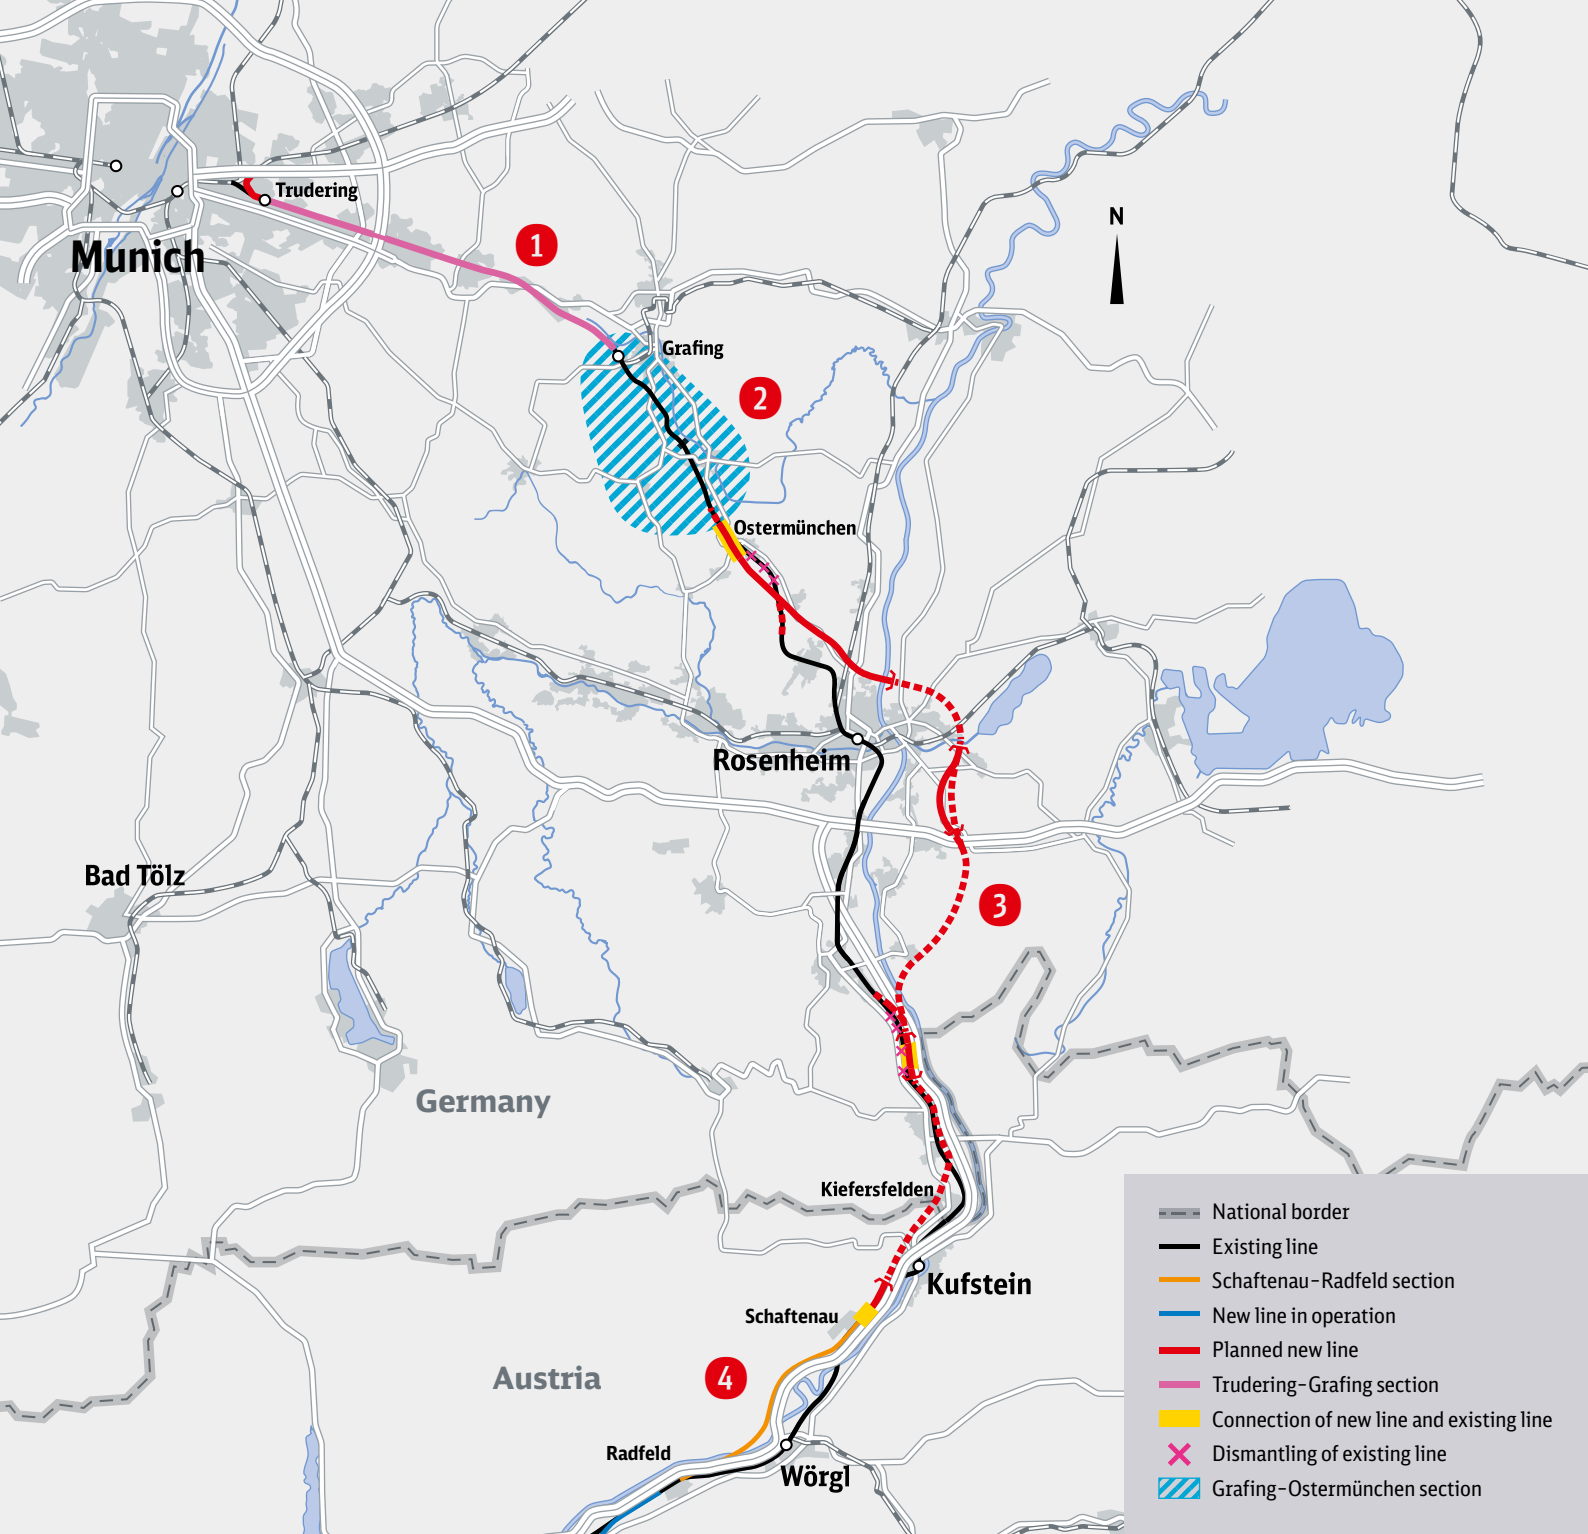 Trudering
1
N
Munich
Grafing
2
Ostermünchen
Rosenheim
Bad Tölz
3
Germany
Kiefersfelden
Kufstein
Schaftenau
Austria
4
Radfeld
Wörgl
National border
Existing line
Schaftenau–Radfeld section
New line in operation
Planned new line
Trudering–Grafing section
Connection of new line and existing line
Dismantling of existing line
Grafing–Ostermünchen section